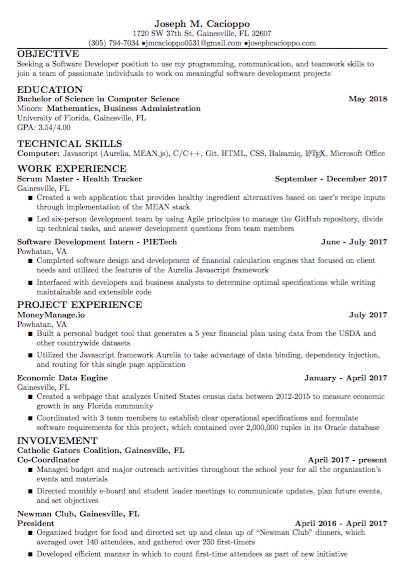 Joseph M. Cacioppo
1720 SW 37th St, Gainesville, FL 32607
(305) 794-7034 •jmcacioppo0531@gmail.com •josephcacioppo.com
OBJECTIVE
Seeking a Software Developer position to use my programming, communication, and teamwork skills to
join a team of passionate individuals to work on meaningful software development projects
EDUCATION
Bachelor of Science in Computer Science May 2018
Minors: Mathematics, Business Administration
University of Florida, Gainesville, FL
GPA: 3.54/4.00
TECHNICAL SKILLS
Computer: Javascript (Aurelia, MEAN.js), C/C++, Git, HTML, CSS, Balsamiq, LATEX, Microsoft Office
WORK EXPERIENCE
Scrum Master - Health Tracker September - December 2017
Gainesville, FL
■ Created a web application that provides healthy ingredient alternatives based on user's recipe inputs
through implementation of the MEAN stack
■ Led six-person development team by using Agile principles to manage the GitHub repository, divide
up technical tasks, and answer development questions from team members
Software Development Intern - PIETech June - July 2017
Powhatan, VA
■ Completed software design and development of financial calculation engines that focused on client
needs and utilized the features of the Aurelia Javascript framework
■ Interfaced with developers and business analysts to determine optimal specifications while writing
maintainable and extensible code
PROJECT EXPERIENCE
MoneyManage.io July 2017
Powhatan, VA
■ Built a personal budget tool that generates a 5 year financial plan using data from the USDA and
other countrywide datasets
■ Utilized the Javascript framework Aurelia to take advantage of data binding, dependency injection,
and routing for this single page application
Economic Data Engine January - April 2017
Gainesville, FL
■ Created a webpage that analyzes United States census data between 2012-2015 to measure economic
growth in any Florida community
■ Coordinated with 3 team members to establish clear operational specifications and formulate
software requirements for this project, which contained over 2,000,000 tuples in its Oracle database
INVOLVEMENT
Catholic Gators Coalition, Gainesville, FL
Co-Coordinator April 2017 - present
■ Managed budget and major outreach activities throughout the school year for all the organization's
events and materials
■ Directed monthly e-board and student leader meetings to communicate updates, plan future events,
and set objectives
Newman Club, Gainesville, FL
President April 2016 - April 2017
■ Organized budget for food and directed set up and clean up of "Newman Club" dinners, which
averaged over 140 attendees, and gathered over 250 first-timers
■ Developed efficient manner in which to count first-time attendees as part of new initiative